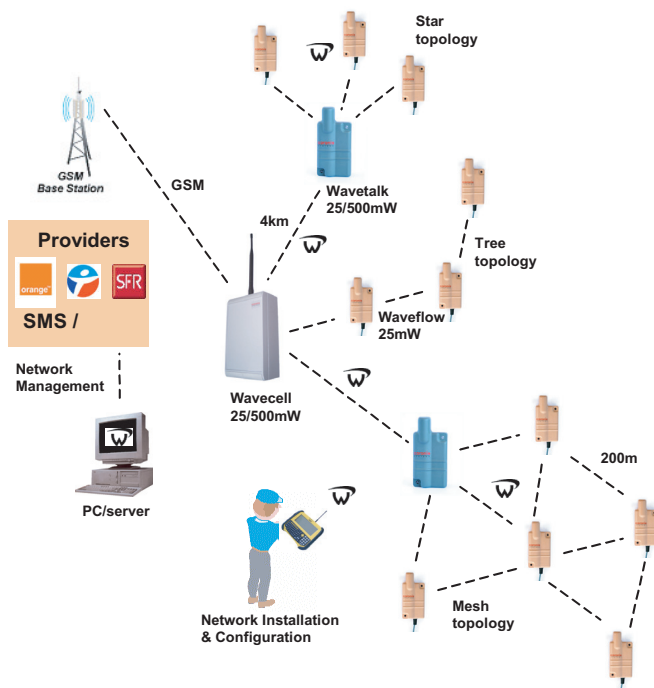 Star
topology
GSM
Base Station
GSM
Wavetalk
25/500mW
4km
Providers
orange
SFR
SMS /
Tree
topology
Waveflow
25mW
Network
Management
Wavecell
25/500mW
W
PC/server
200m
Network Installation
& Configuration
Mesh
topology